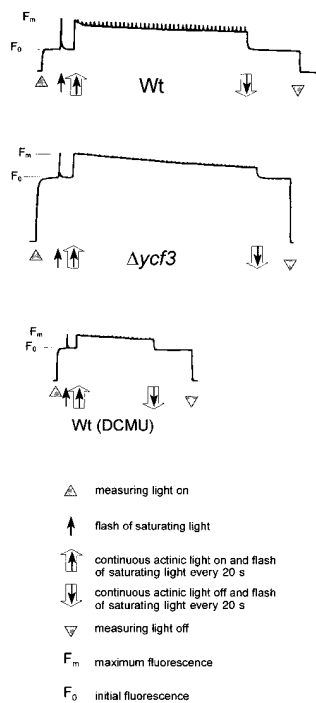 Fm
F0
Wt
Fm
F0
Δycf3
Fm
F0
Wt (DCMU)
measuring light on
flash of saturating light
continuous actinic light on and flash
of saturating light every 20 s
continuous actinic light off and flash
of saturating light every 20 s
measuring light off
Fm maximum fluorescence
F0 initial fluorescence